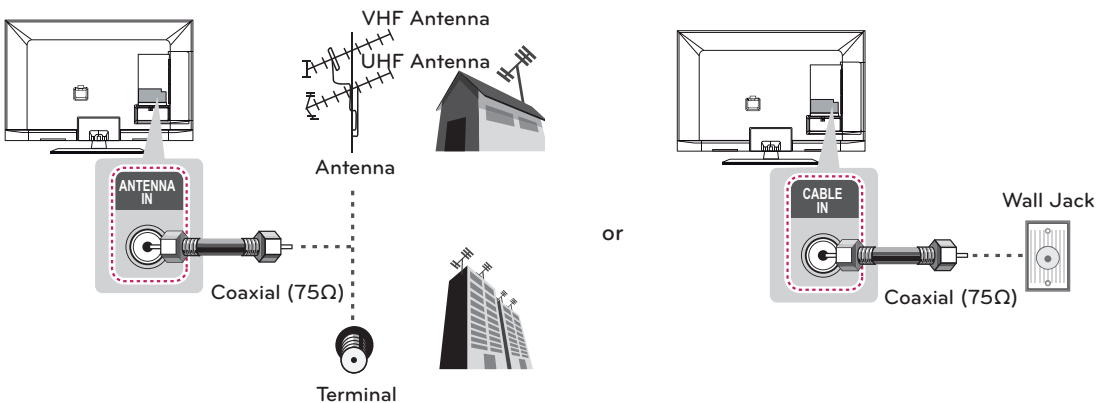 VHF Antenna
UHF Antenna
Antenna
ANTENNA
IN
Coaxial (75Ω)
Terminal
or
CABLE
IN
Wall Jack
Coaxial (75Ω)